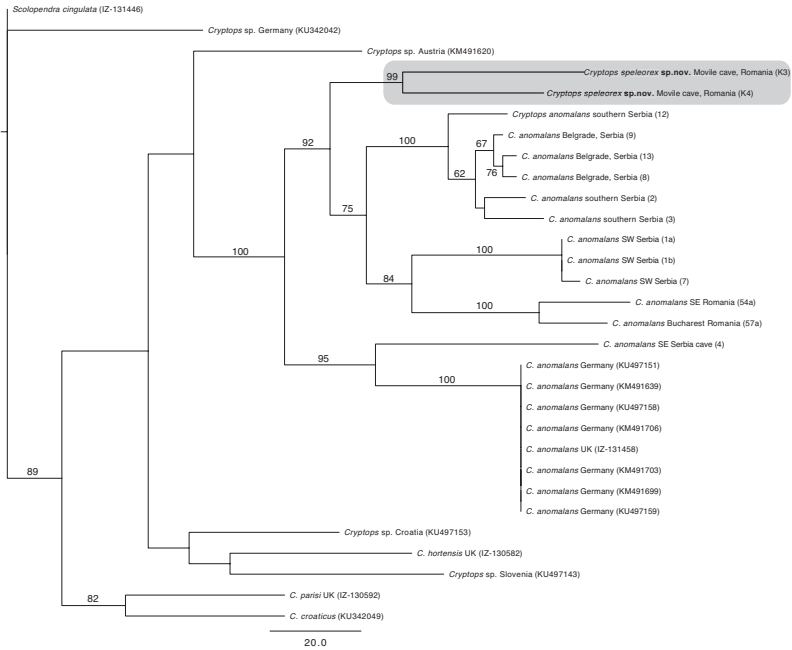 Scolopendra cingulata (IZ-131446)
Cryptops sp. Germany (KU342042)
Cryptops sp. Austria (KM491620)
99
Cryptops speleorex sp.nov. Movile cave, Romania (K3)
Cryptops speleorex sp.nov. Movile cave, Romania (K4)
Cryptops anomalans southern Serbia (12)
92
100
67
C. anomalans Belgrade, Serbia (9)
C. anomalans Belgrade, Serbia (13)
62
76
C. anomalans Belgrade, Serbia (8)
C. anomalans southern Serbia (2)
75
C. anomalans southern Serbia (3)
C. anomalans SW Serbia (1a)
100
100
C. anomalans SW Serbia (1b)
84
C. anomalans SW Serbia (7)
100
C. anomalans SE Romania (54a)
C. anomalans Bucharest Romania (57a)
C. anomalans SE Serbia cave (4)
95
C. anomalans Germany (KU497151)
100
C. anomalans Germany (KM491639)
C. anomalans Germany (KU497158)
C. anomalans Germany (KM491706)
C. anomalans UK (IZ-131458)
89
C. anomalans Germany (KM491703)
C. anomalans Germany (KM491699)
C. anomalans Germany (KU497159)
Cryptops sp. Croatia (KU497153)
C. hortensis UK (IZ-130582)
Cryptops sp. Slovenia (KU497143)
82
C. parisi UK (IZ-130592)
C. croaticus (KU342049)
20.0